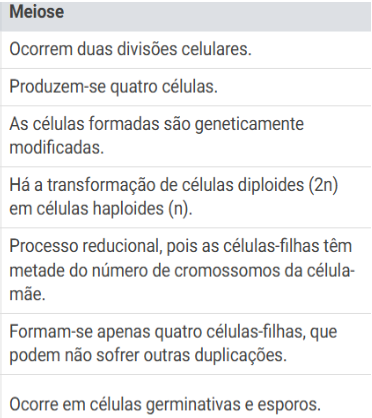 Meiose
Ocorrem duas divisões celulares.
Produzem-se quatro células.
As células formadas são geneticamente
modificadas.
Há a transformação de células diploides (2n)
em células haploides (n).
Processo reducional, pois as células-filhas têm
metade do número de cromossomos da célula-
mãe.
Formam-se apenas quatro células-filhas, que
podem não sofrer outras duplicações.
Ocorre em células germinativas e esporos.